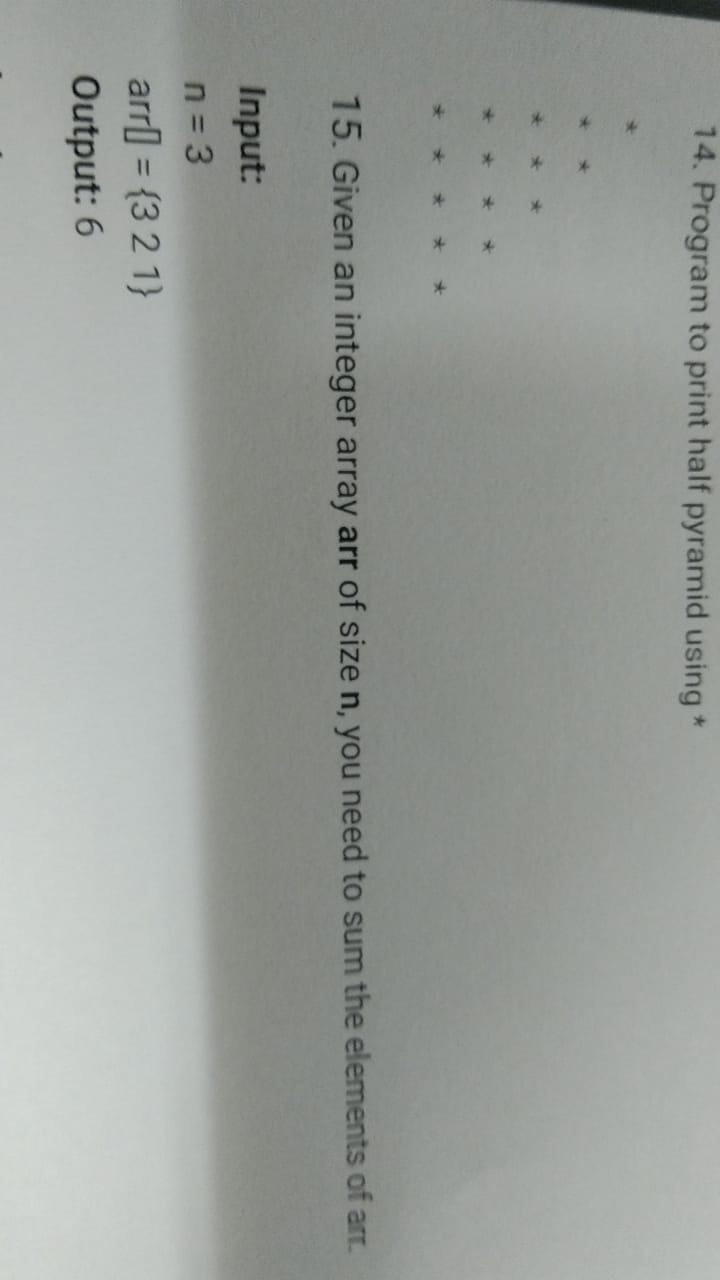 14. Program to print half pyramid using *
*
* *
* * *
* * * *
* * * * *
15. Given an integer array arr of size n, you need to sum the elements of arr.
Input:
n = 3
arr[] = {3 2 1}
Output: 6